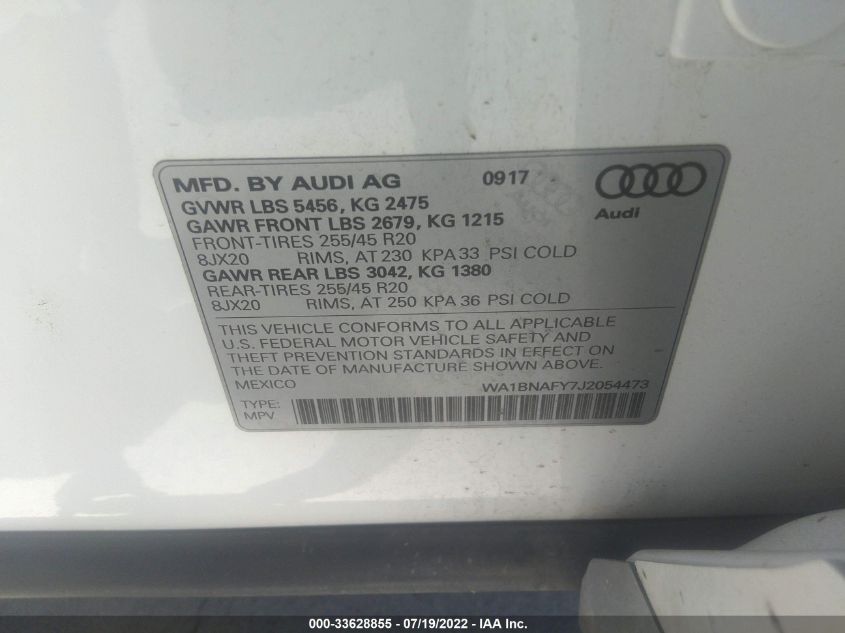 MFD. BY AUDI AG 0917
GVWR LBS 5456, KG 2475
GAWR FRONT LBS 2679, KG 1215
Audi
FRONT-TIRES 255/45 R20
8JX20 RIMS, AT 230 KPA 33 PSI COLD
GAWR REAR LBS 3042, KG 1380
REAR-TIRES 255/45 R20
8JX20 RIMS, AT 250 KPA 36 PSI COLD
THIS VEHICLE CONFORMS TO ALL APPLICABLE
U.S. FEDERAL MOTOR VEHICLE SAFETY AND
THEFT PREVENTION STANDARDS IN EFFECT ON
THE DATE OF MANUFACTURE SHOWN ABOVE.
MEXICO WA1BNAFY7J2054473
TYPE:
MPV
000-33628855 - 07/19/2022 - IAA Inc.